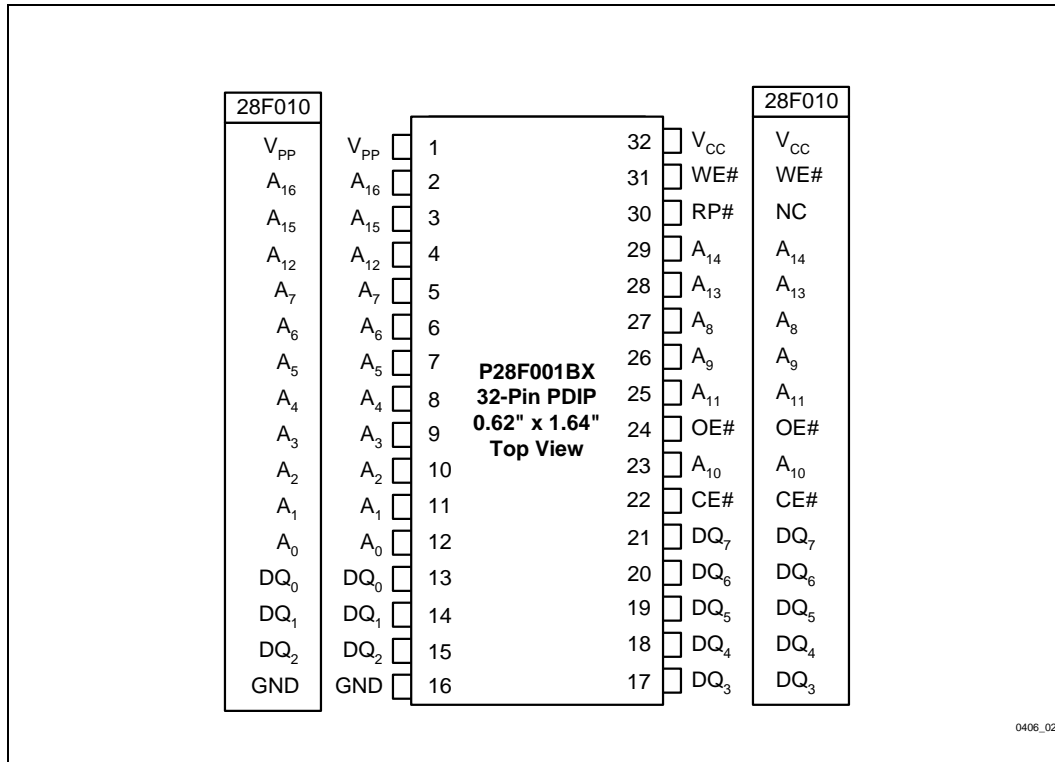 28F010 28F010
V_PP V_PP 1 32 V_CC V_CC
A_16 A_16 2 31 WE# WE#
A_15 A_15 3 30 RP# NC
A_12 A_12 4 29 A_14 A_14
A_7 A_7 5 28 A_13 A_13
A_6 A_6 6 27 A_8 A_8
A_5 A_5 7 26 A_9 A_9
P28F001BX
A_4 A_4 8 25 A_11 A_11
32-Pin PDIP
0.62" x 1.64"
A_3 A_3 9 24 OE# OE#
Top View
A_2 A_2 10 23 A_10 A_10
A_1 A_1 11 22 CE# CE#
A_0 A_0 12 21 DQ_7 DQ_7
DQ_0 DQ_0 13 20 DQ_6 DQ_6
DQ_1 DQ_1 14 19 DQ_5 DQ_5
DQ_2 DQ_2 15 18 DQ_4 DQ_4
GND GND 16 17 DQ_3 DQ_3
0406_02